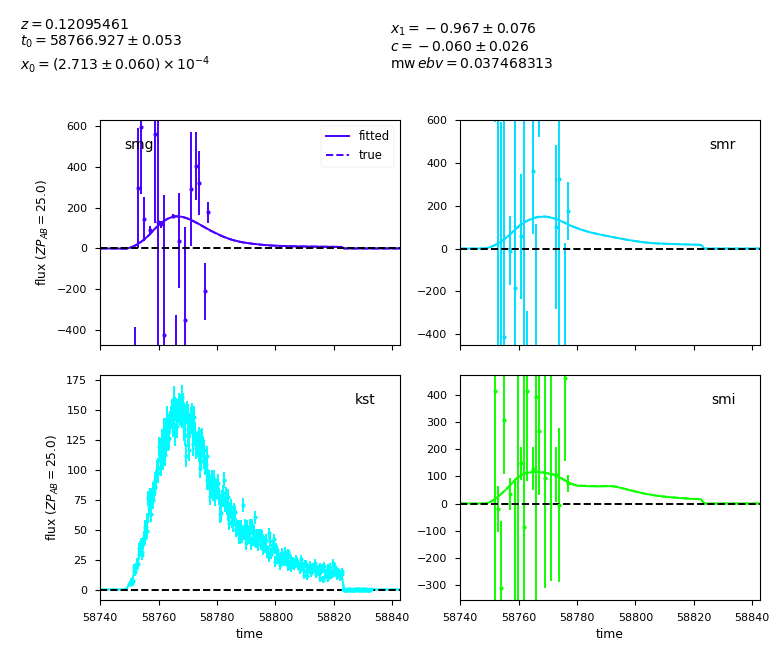 z = 0.12095461
t0 = 58766.927 ± 0.053
x0 = (2.713 ± 0.060) × 10^−4
x1 = −0.967 ± 0.076
c = −0.060 ± 0.026
mw ebv = 0.037468313
600
400
200
0
−200
−400
flux (ZP_AB = 25.0)
smg
fitted
true
600
400
200
0
−200
−400
smr
175
150
125
100
75
50
25
0
flux (ZP_AB = 25.0)
kst
58740 58760 58780 58800 58820 58840
time
400
300
200
100
0
−100
−200
−300
smi
58740 58760 58780 58800 58820 58840
time